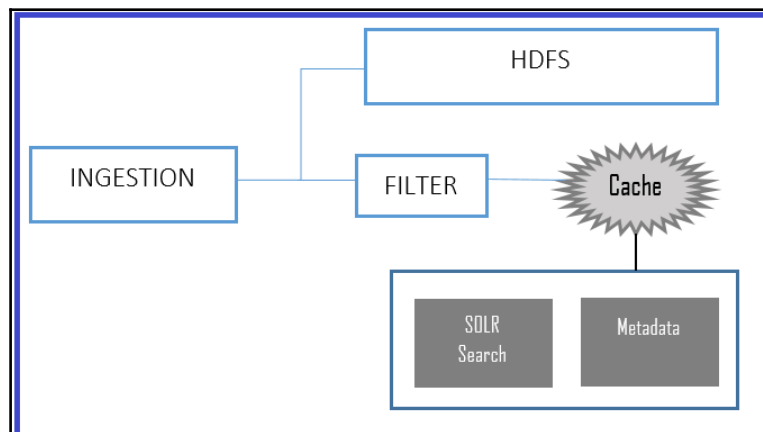 HDFS
INGESTION
FILTER
Cache
SOLR
Search
Metadata